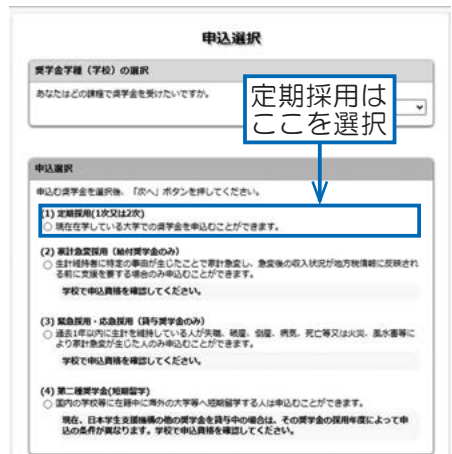 申込選択
奨学金学種（学校）の選択
あなたはどの課程で奨学金を受けたいですか。
定期採用は
ここを選択
申込選択
申込む奨学金を選択後、「次へ」ボタンを押してください。
(1) 定期採用(1次又は2次)
現在在学している大学での奨学金を申込むことができます。
(2) 家計急変採用（給付奨学金のみ）
生計維持者に特定の事由が生じたことで家計急変し、急変後の収入状況が地方税情報に反映され
る前に支援を要する場合のみ申込むことができます。
学校で申込資格を確認してください。
(3) 緊急採用・応急採用（貸与奨学金のみ）
過去1年以内に生計を維持している人が失職、破産、倒産、病気、死亡等又は火災、風水害等に
より家計急変が生じた人のみ申込むことができます。
学校で申込資格を確認してください。
(4) 第二種奨学金(短期留学)
国内の学校等に在籍中に海外の大学等へ短期留学する人は申込むことができます。
現在、日本学生支援機構の他の奨学金を貸与中の場合は、その奨学金の採用年度によって申
込の条件が異なります。学校で申込資格を確認してください。